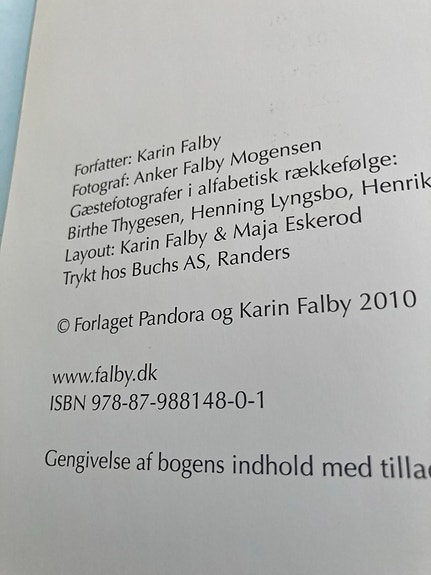 Forfatter: Karin Falby
Fotograf: Anker Falby Mogensen
Gæstefotografer i alfabetisk rækkefølge:
Birthe Thygesen, Henning Lyngsbo, Henrik
Layout: Karin Falby & Maja Eskerod
Trykt hos Buchs AS, Randers
© Forlaget Pandora og Karin Falby 2010
www.falby.dk
ISBN 978-87-988148-0-1
Gengivelse af bogens indhold med